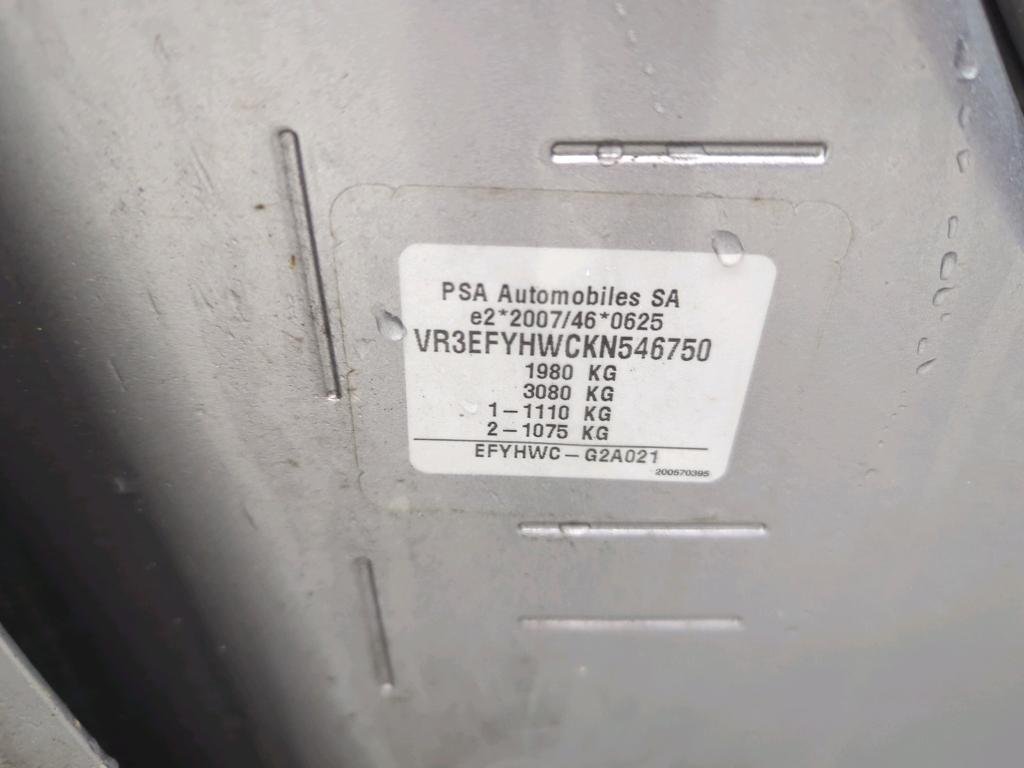 PSA Automobiles SA
e2*2007/46*0625
VR3EFYHWCKN546750
1980 KG
3080 KG
1-1110 KG
2-1075 KG
EFYHWC-G2A021
200570395